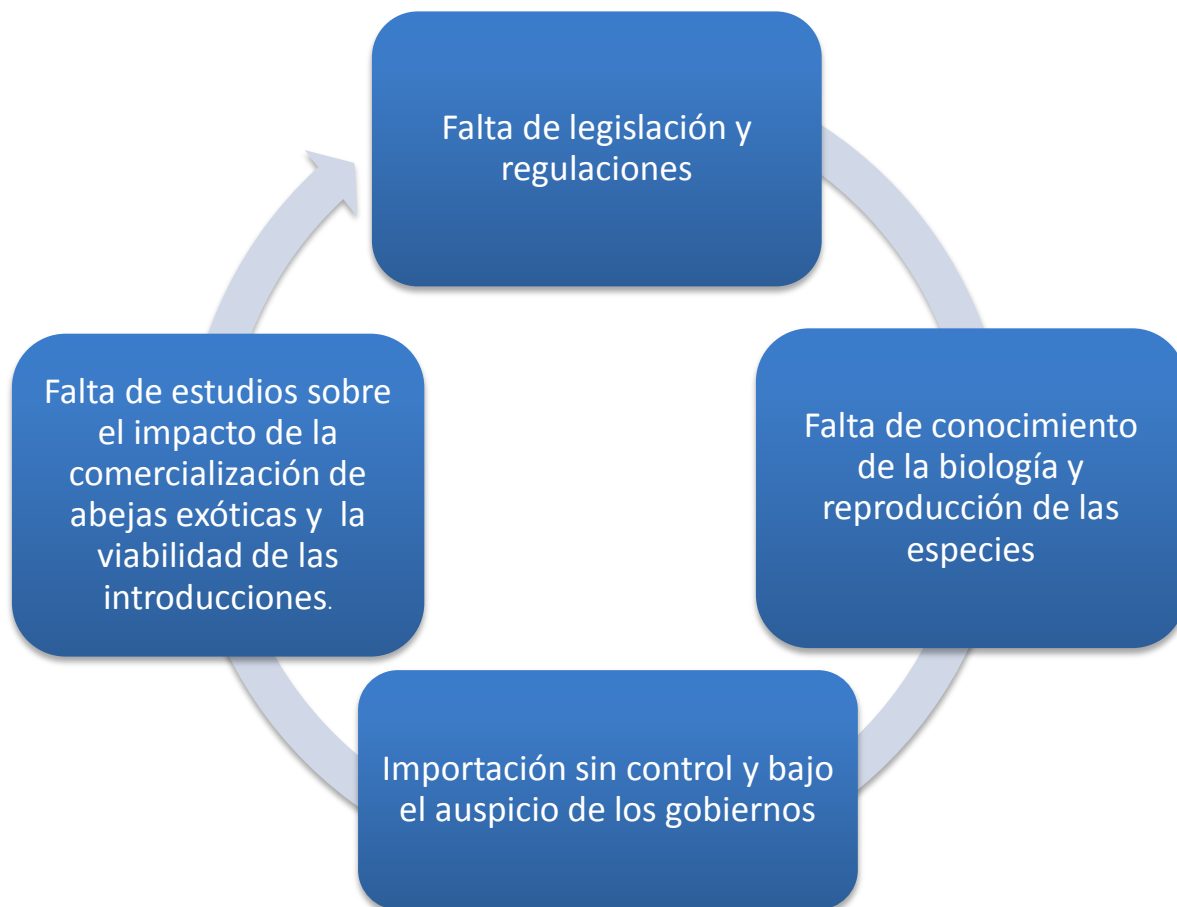 Falta de legislación y
regulaciones
Falta de conocimiento
de la biología y
reproducción de las
especies
Importación sin control y bajo
el auspicio de los gobiernos
Falta de estudios sobre
el impacto de la
comercialización de
abejas exóticas y la
viabilidad de las
introducciones.